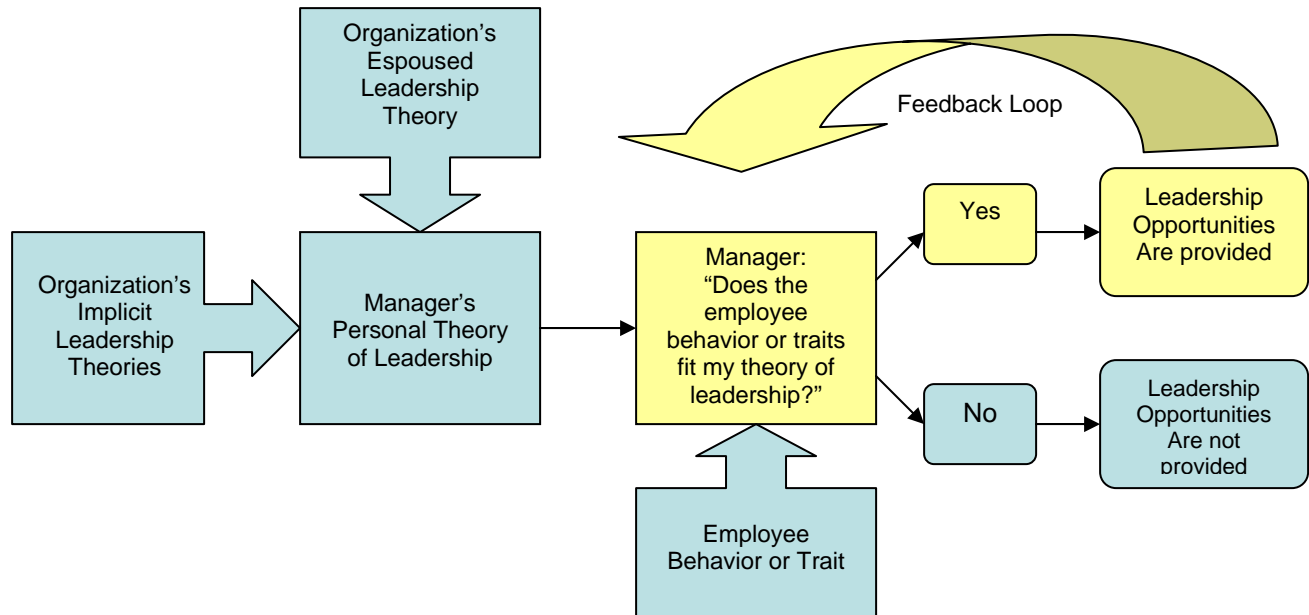 Organization’s
Espoused
Leadership
Theory
Feedback Loop
Organization’s
Implicit
Leadership
Theories
Manager’s
Personal Theory
of Leadership
Manager:
“Does the
employee
behavior or traits
fit my theory of
leadership?”
Yes
Leadership
Opportunities
Are provided
No
Leadership
Opportunities
Are not
provided
Employee
Behavior or Trait